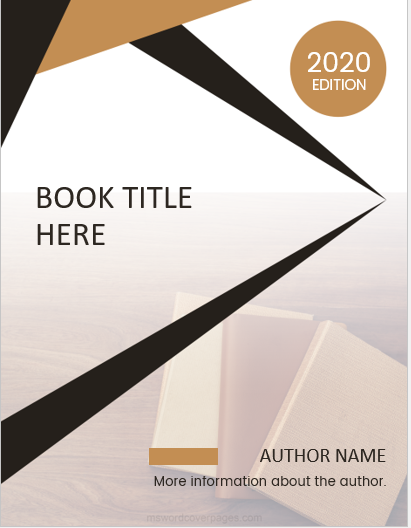 2020
EDITION
BOOK TITLE
HERE
AUTHOR NAME
More information about the author.
mswordcoverpages.com